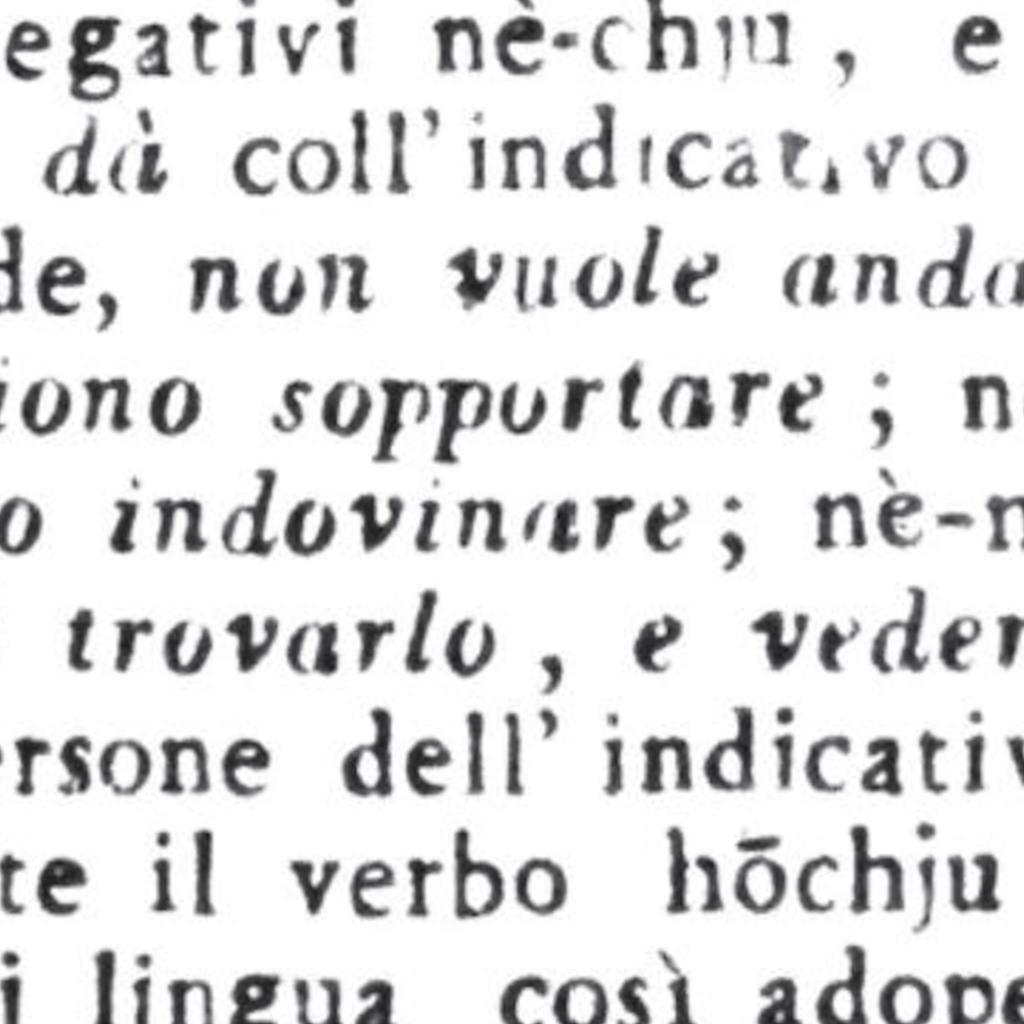 egativi nè-chju, e
dà coll'indicativo
de, non vuole anda
iono sopportare; n
o indovinare; nè-n
trovarlo, e veder
ersone dell'indicativ
te il verbo hōchju
i lingua così adope